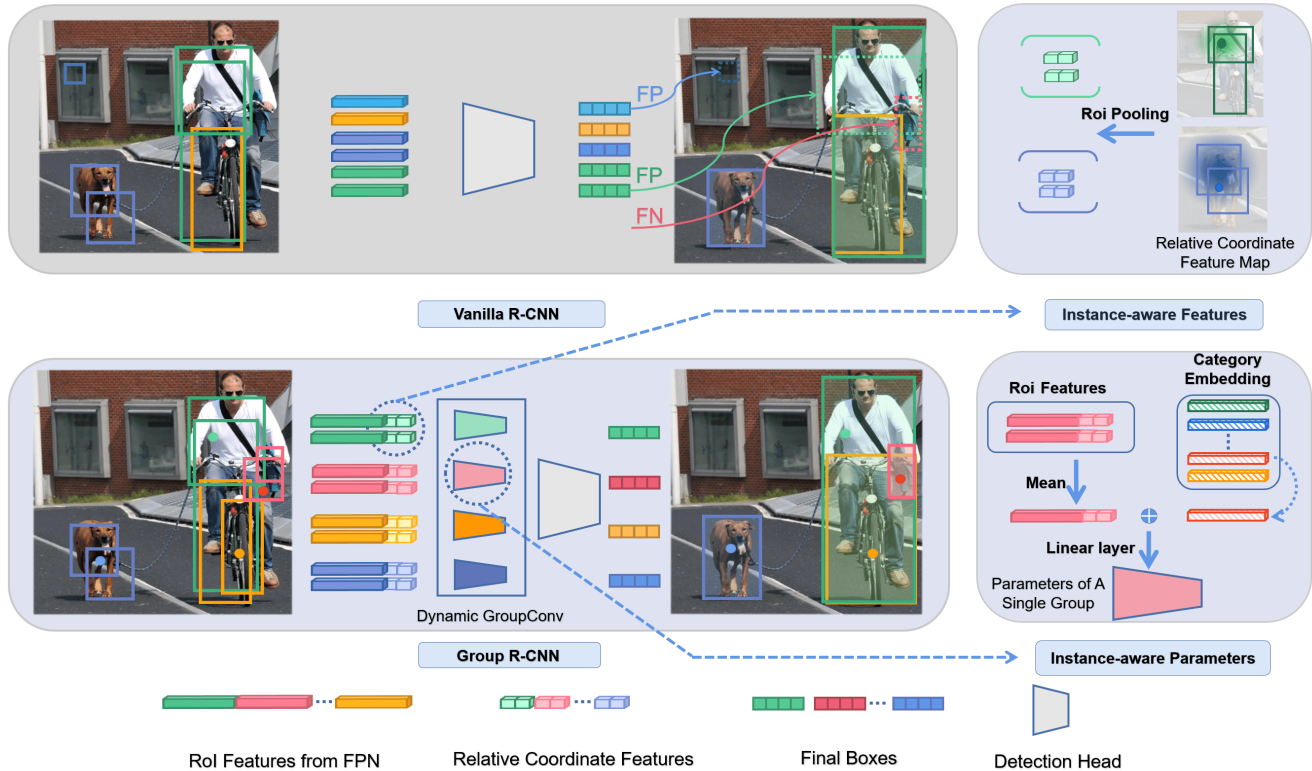 FP
FP
FN
Roi Pooling
Relative Coordinate
Feature Map
Vanilla R-CNN
Instance-aware Features
Dynamic GroupConv
Group R-CNN
Roi Features
Category
Embedding
Mean
Linear layer
Parameters of A
Single Group
Instance-aware Parameters
RoI Features from FPN
Relative Coordinate Features
Final Boxes
Detection Head